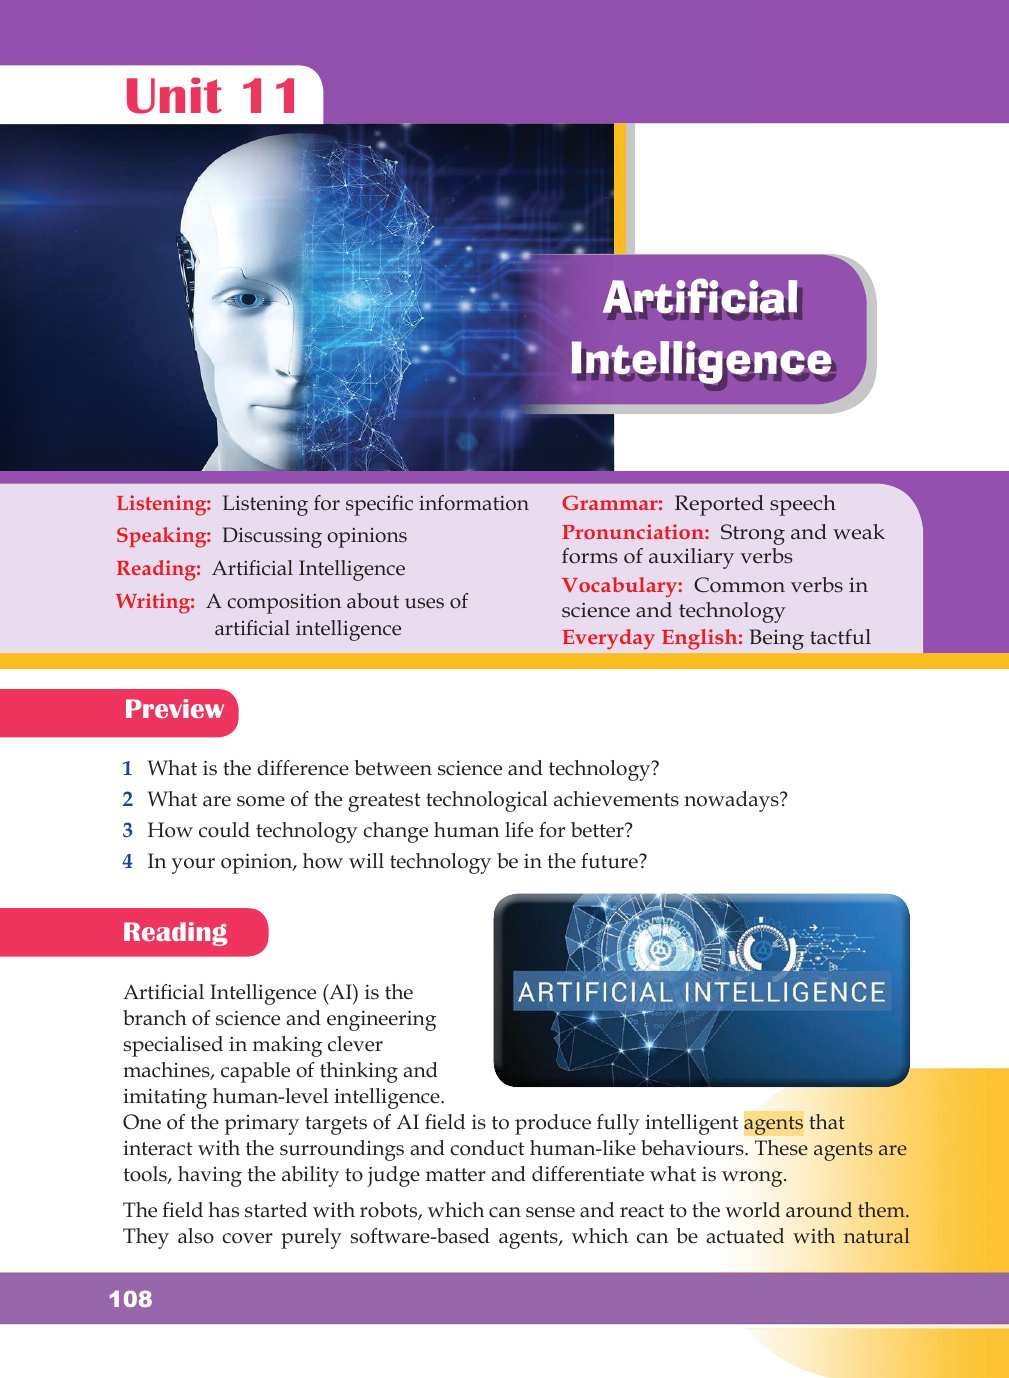 Unit 11
Artificial
Intelligence
Listening: Listening for specific information
Speaking: Discussing opinions
Reading: Artificial Intelligence
Writing: A composition about uses of
artificial intelligence
Grammar: Reported speech
Pronunciation: Strong and weak
forms of auxiliary verbs
Vocabulary: Common verbs in
science and technology
Everyday English: Being tactful
Preview
1 What is the difference between science and technology?
2 What are some of the greatest technological achievements nowadays?
3 How could technology change human life for better?
4 In your opinion, how will technology be in the future?
Reading
ARTIFICIAL INTELLIGENCE
Artificial Intelligence (AI) is the
branch of science and engineering
specialised in making clever
machines, capable of thinking and
imitating human-level intelligence.
One of the primary targets of AI field is to produce fully intelligent agents that
interact with the surroundings and conduct human-like behaviours. These agents are
tools, having the ability to judge matter and differentiate what is wrong.
The field has started with robots, which can sense and react to the world around them.
They also cover purely software-based agents, which can be actuated with natural
108